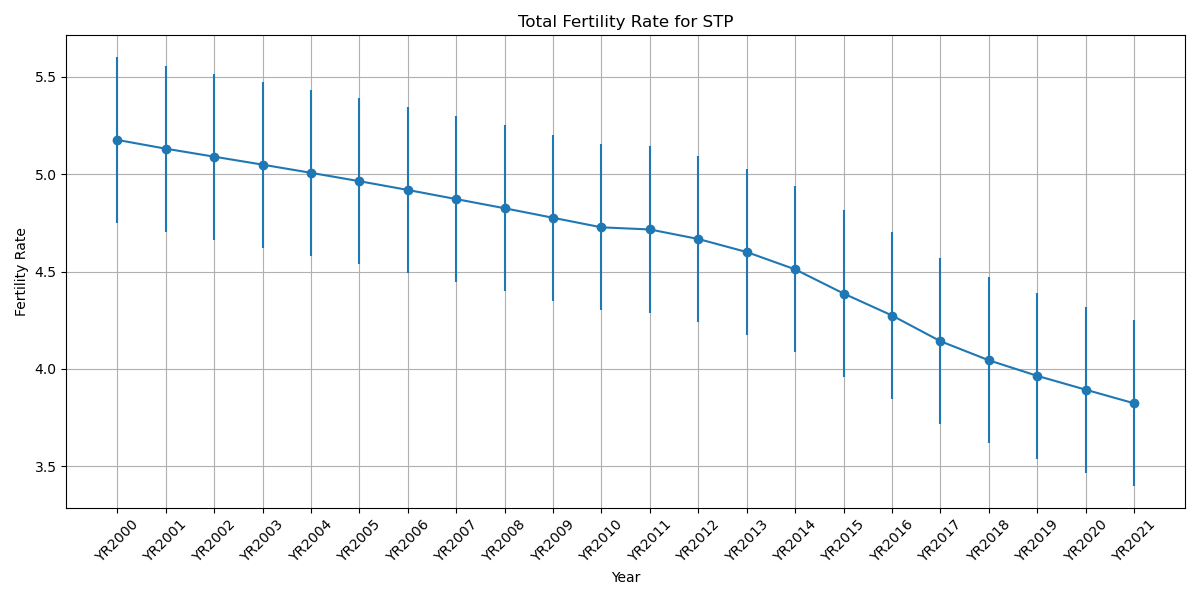 Total Fertility Rate for STP
Fertility Rate
5.5
5.0
4.5
4.0
3.5
YR2000
YR2001
YR2002
YR2003
YR2004
YR2005
YR2006
YR2007
YR2008
YR2009
YR2010
YR2011
YR2012
YR2013
YR2014
YR2015
YR2016
YR2017
YR2018
YR2019
YR2020
YR2021
Year